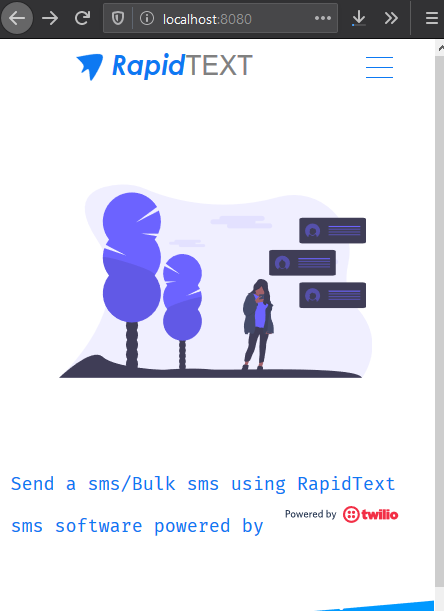 localhost:8080
RapidTEXT
Send a sms/Bulk sms using RapidText
sms software powered by Powered by twilio